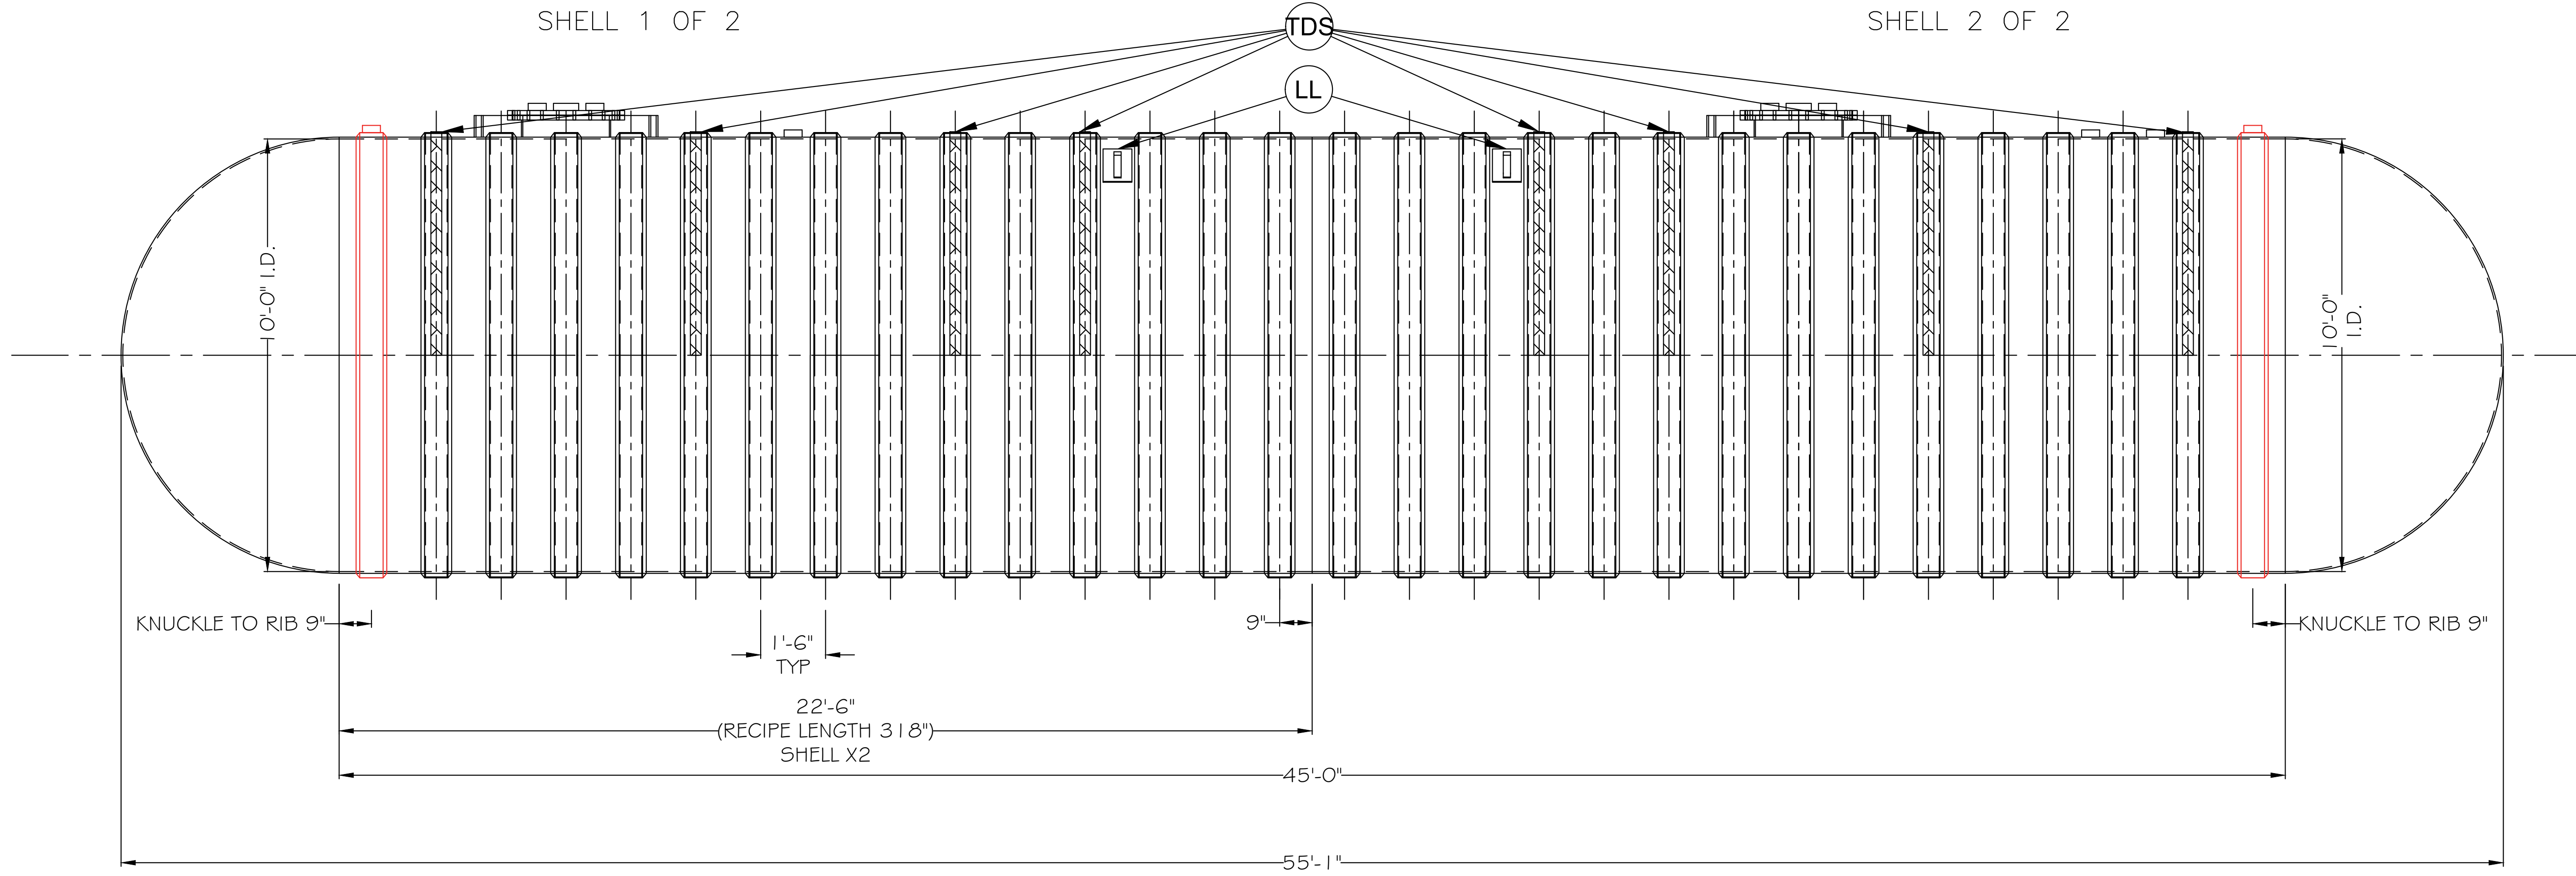 SHELL 1 OF 2
TDS
SHELL 2 OF 2
LL
10'-0" I.D.
10'-0"
I.D.
KNUCKLE TO RIB 9"
9"
KNUCKLE TO RIB 9"
1'-6"
TYP
22'-6"
(RECIPE LENGTH 318")
SHELL X2
45'-0"
55'-1"